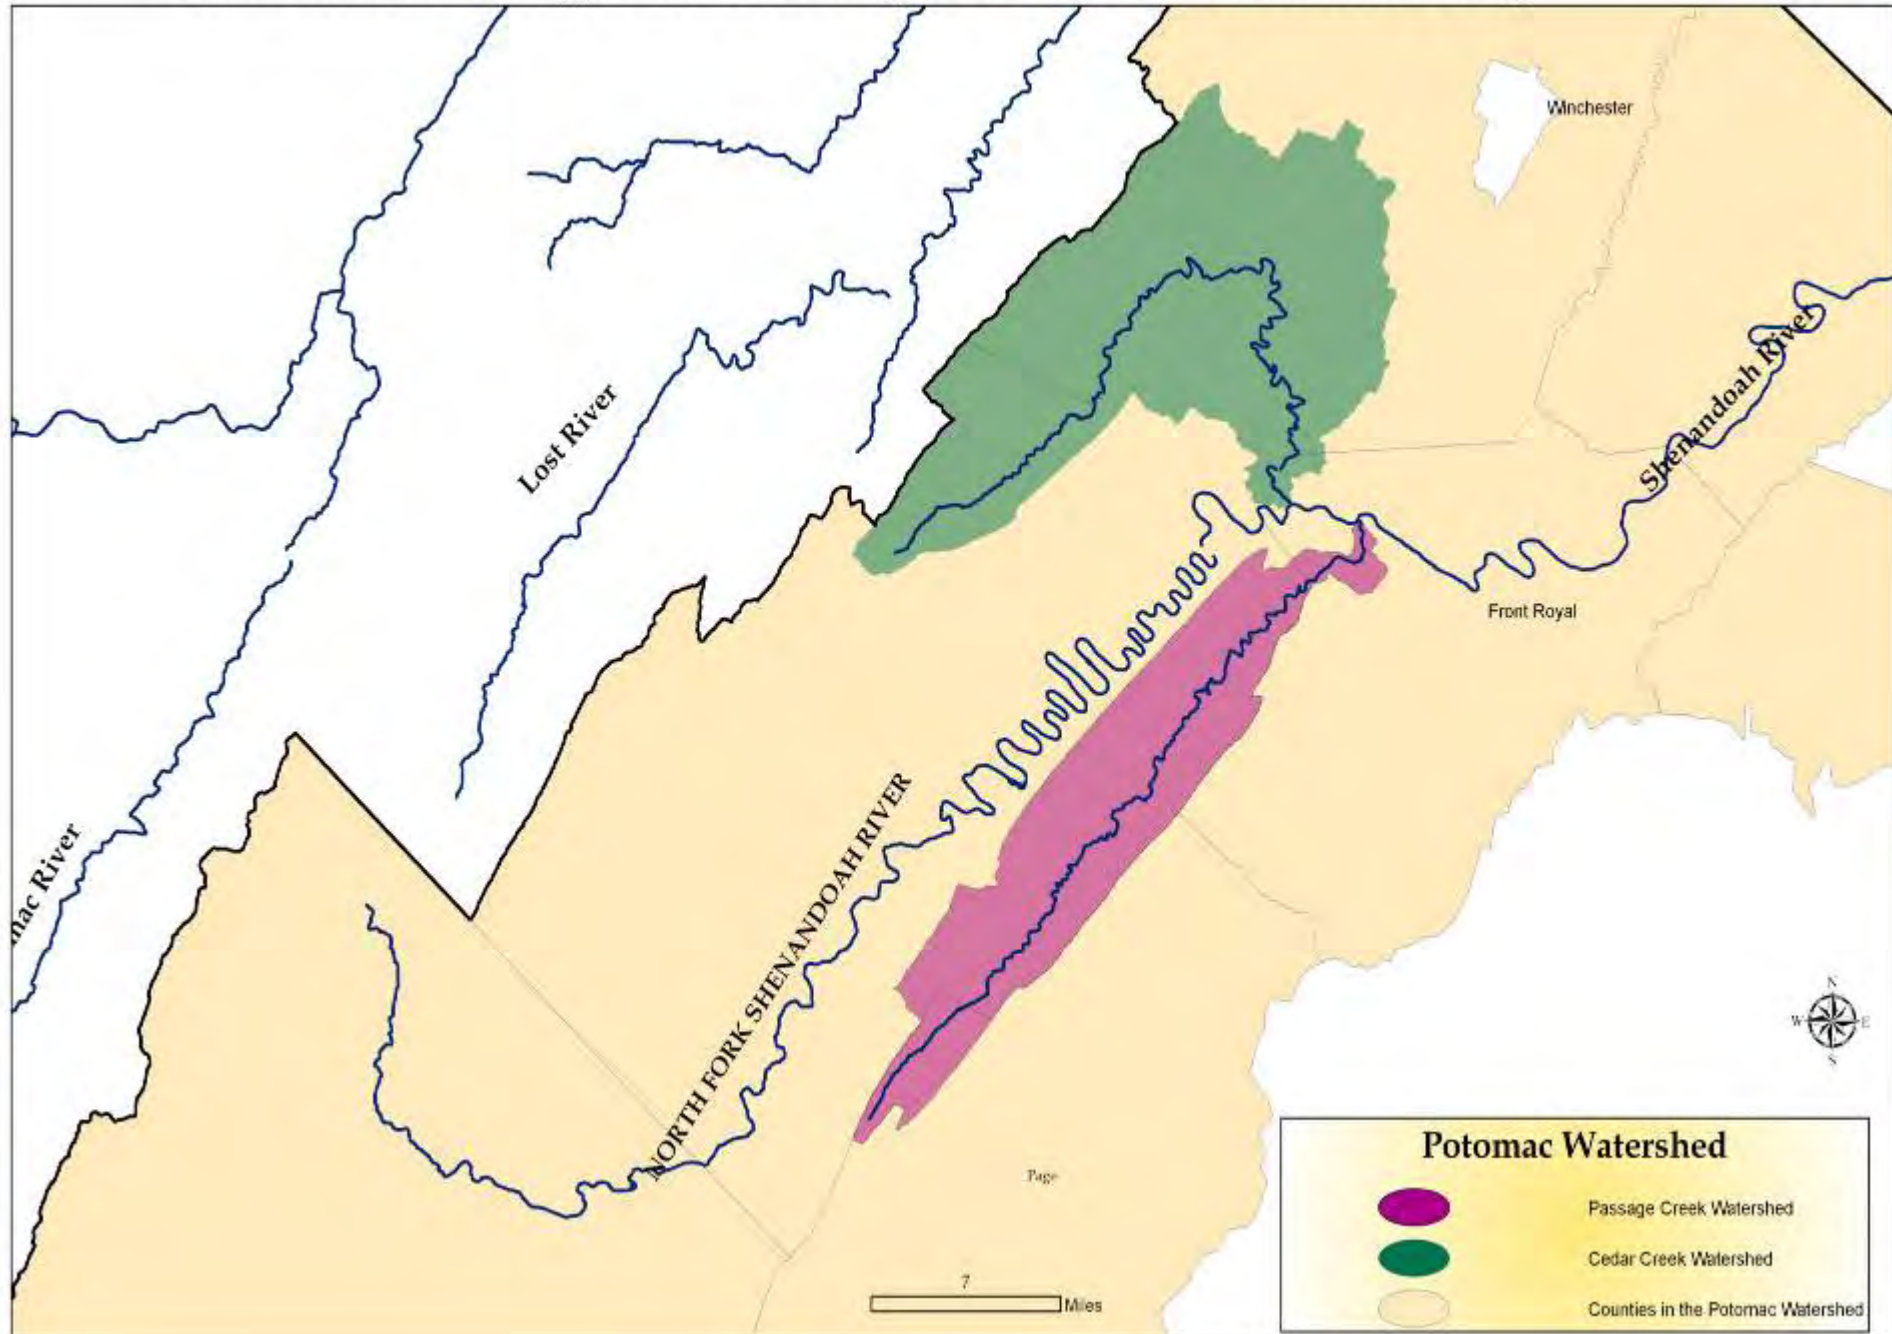 Winchester
Shenandoah River
Lost River
Front Royal
mac River
NORTH FORK SHENANDOAH RIVER
N
W E
S
Page
7
Miles
Potomac Watershed
Passage Creek Watershed
Cedar Creek Watershed
Counties in the Potomac Watershed